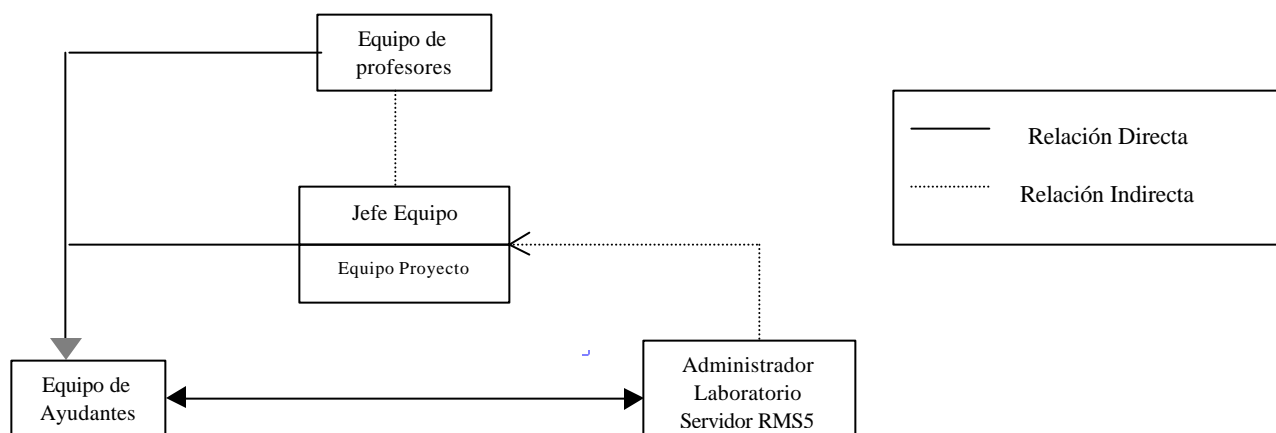 Equipo de
profesores
Relación Directa
Relación Indirecta
Jefe Equipo
Equipo Proyecto
Equipo de
Ayudantes
Administrador
Laboratorio
Servidor RMS5